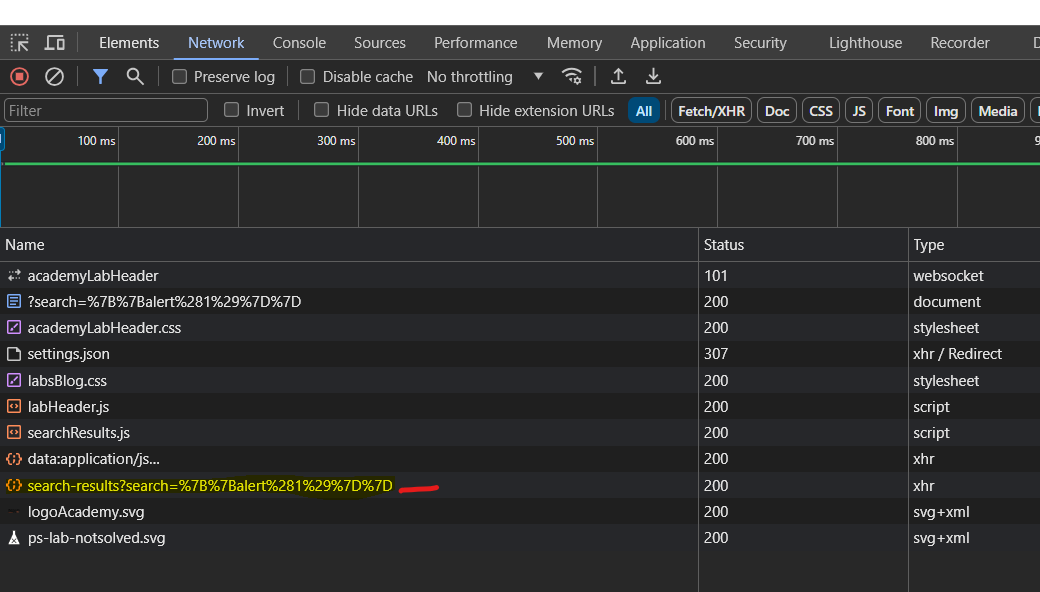 Elements Network Console Sources Performance Memory Application Security Lighthouse Recorder
Preserve log Disable cache No throttling
Filter Invert Hide data URLs Hide extension URLs All Fetch/XHR Doc CSS JS Font Img Media
100 ms 200 ms 300 ms 400 ms 500 ms 600 ms 700 ms 800 ms
Name Status Type
academyLabHeader 101 websocket
?search=%7B%7Balert%281%29%7D%7D 200 document
academyLabHeader.css 200 stylesheet
settings.json 307 xhr / Redirect
labsBlog.css 200 stylesheet
labHeader.js 200 script
searchResults.js 200 script
data:application/js... 200 xhr
search-results?search=%7B%7Balert%281%29%7D%7D 200 xhr
logoAcademy.svg 200 svg+xml
ps-lab-notsolved.svg 200 svg+xml